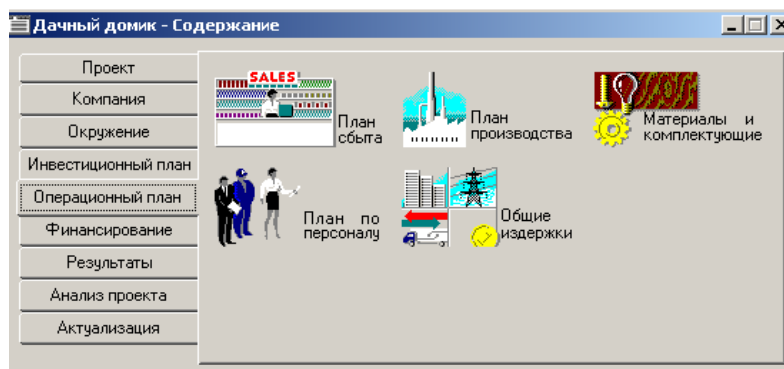 Дачный домик - Содержание
Проект
Компания
Окружение
Инвестиционный план
Операционный план
Финансирование
Результаты
Анализ проекта
Актуализация
SALES
План
сбыта
План
производства
Материалы и
комплектующие
План по
персоналу
Общие
издержки